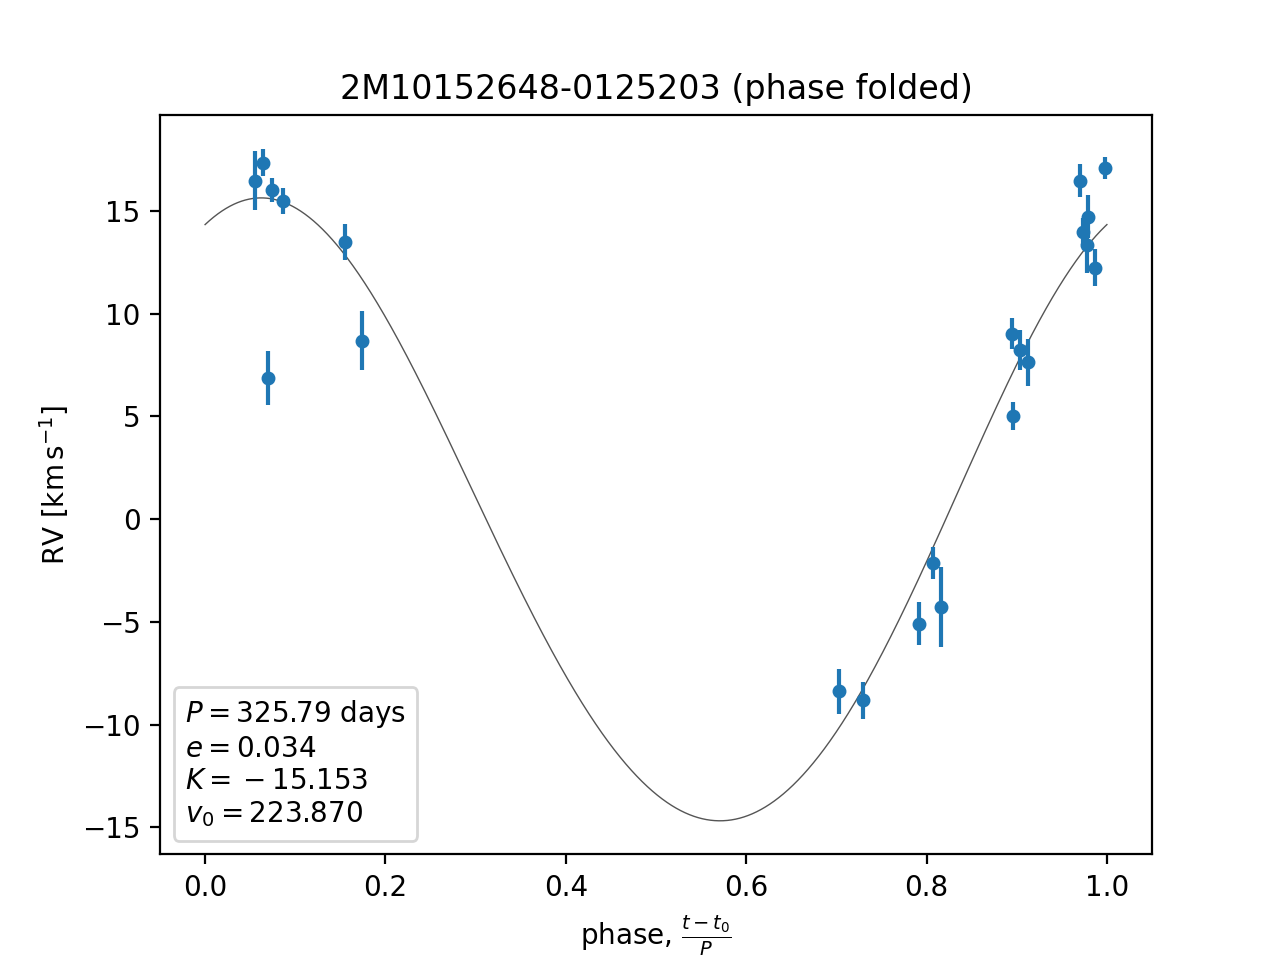 2M10152648-0125203 (phase folded)
RV [km s⁻¹]
15
10
5
0
−5
−10
−15
P = 325.79 days
e = 0.034
K = −15.153
v₀ = 223.870
0.0 0.2 0.4 0.6 0.8 1.0
phase, (t − t₀)/P